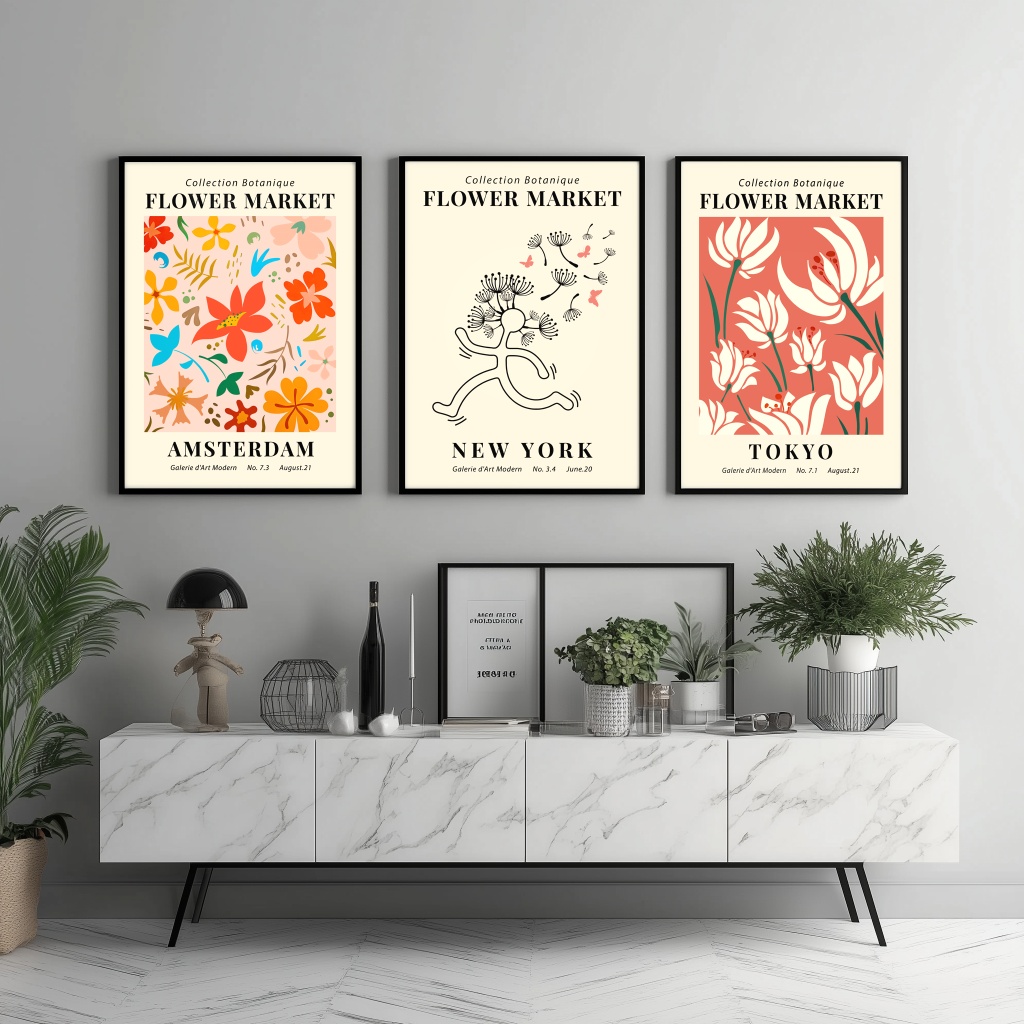 Collection Botanique
FLOWER MARKET
AMSTERDAM
Galerie d'Art Modern No. 7.3 August.21
Collection Botanique
FLOWER MARKET
NEW YORK
Galerie d'Art Modern No. 3.4 June.20
Collection Botanique
FLOWER MARKET
TOKYO
Galerie d'Art Modern No. 7.1 August.21